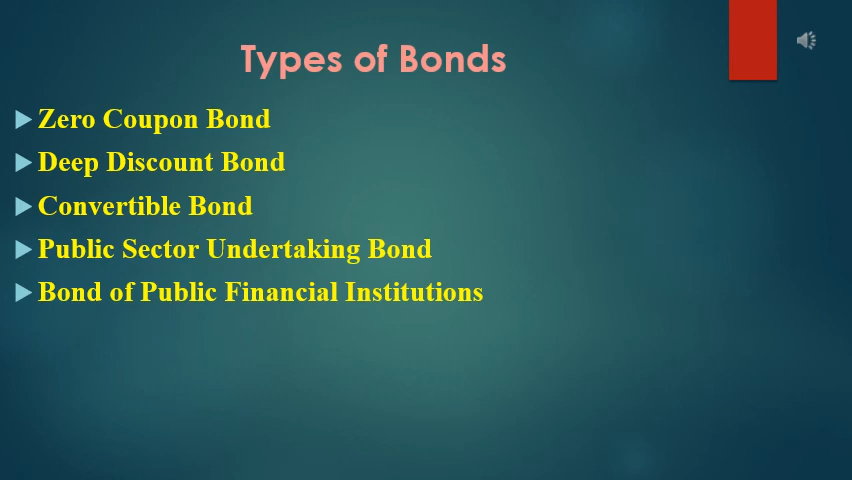 Types of Bonds
Zero Coupon Bond
Deep Discount Bond
Convertible Bond
Public Sector Undertaking Bond
Bond of Public Financial Institutions